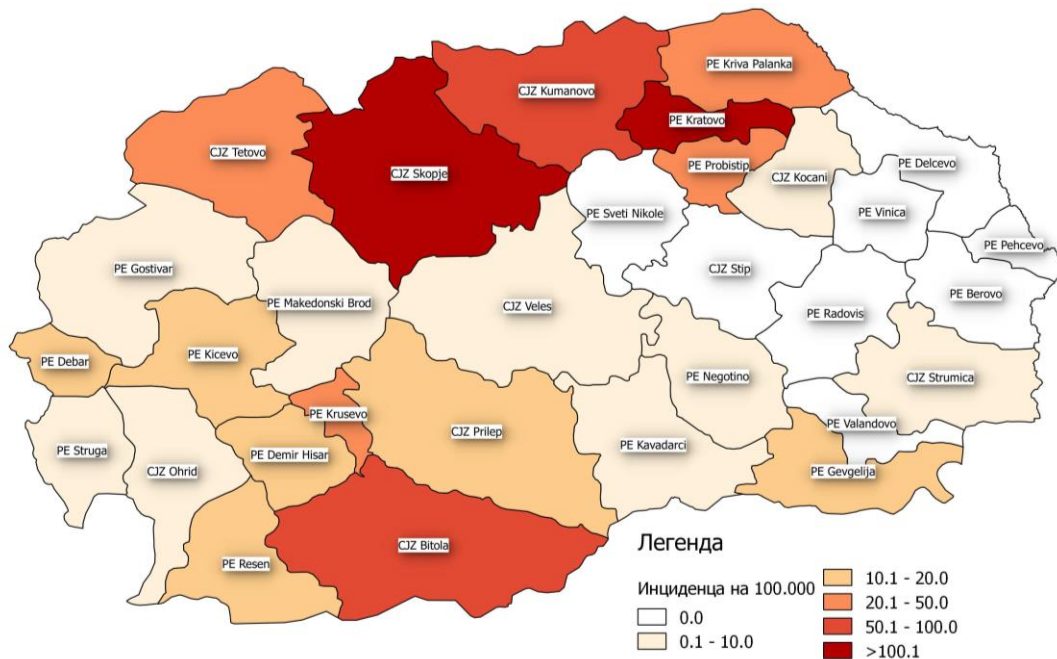 PE Kriva Palanka
CJZ Kumanovo
PE Kratovo
CJZ Tetovo
PE Probistip
PE Delcevo
CJZ Skopje
CJZ Kocani
PE Vinica
PE Sveti Nikole
PE Pehcevo
PE Gostivar
CJZ Stip
PE Makedonski Brod
CJZ Veles
PE Berovo
PE Radovis
PE Debar
PE Kicevo
PE Negotino
CJZ Strumica
PE Krusevo
PE Valandovo
CJZ Prilep
PE Kavadarci
PE Struga
PE Demir Hisar
CJZ Ohrid
PE Gevgelija
CJZ Bitola
PE Resen
Легенда
Инциденца на 100.000
0.0
0.1 - 10.0
10.1 - 20.0
20.1 - 50.0
50.1 - 100.0
>100.1